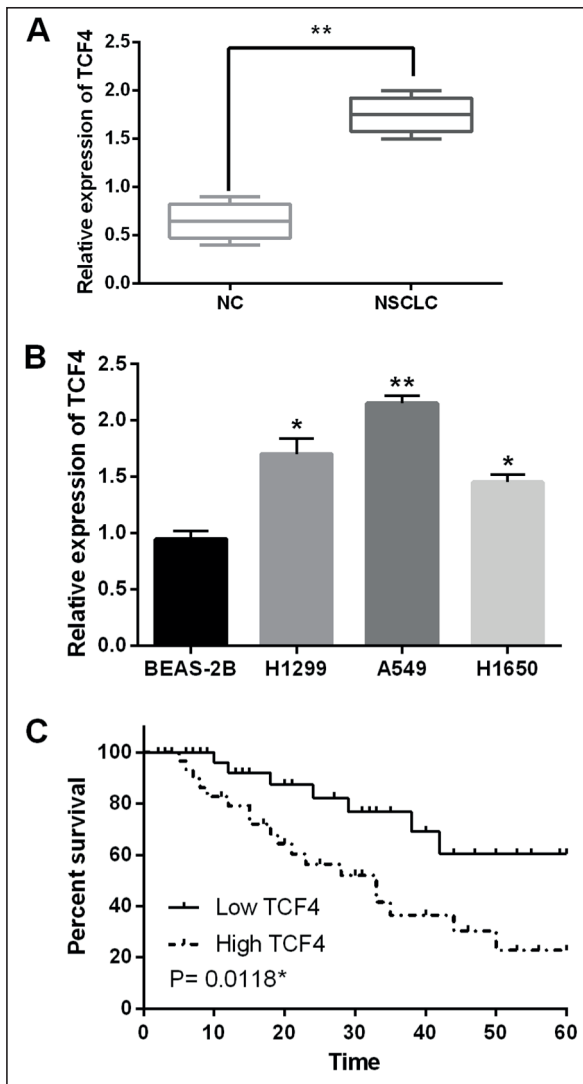 A
Relative expression of TCF4
2.5
2.0
1.5
1.0
0.5
0.0
**
NC NSCLC
B
Relative expression of TCF4
2.5
2.0
1.5
1.0
0.5
0.0
* ** *
BEAS-2B H1299 A549 H1650
C
Percent survival
100
80
60
40
20
0
Low TCF4
High TCF4
P= 0.0118*
0 10 20 30 40 50 60
Time